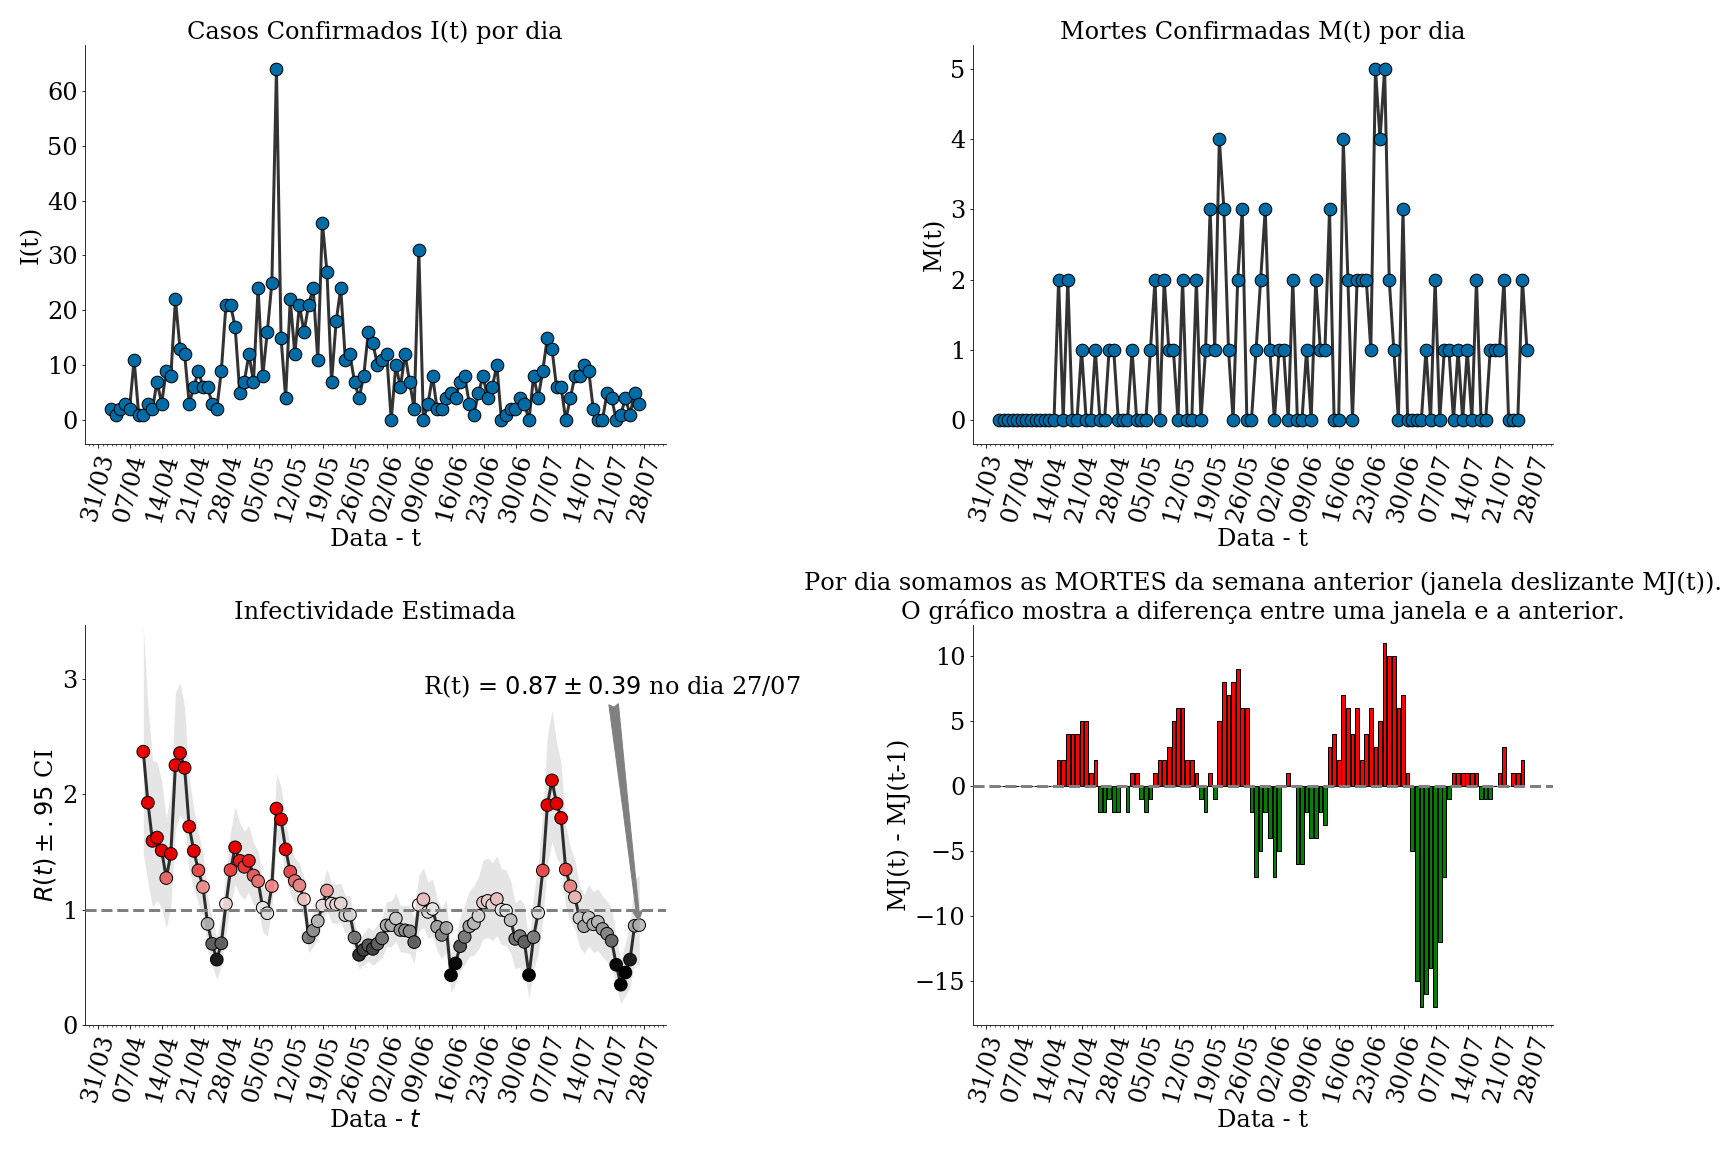 Casos Confirmados I(t) por dia
I(t)
60
50
40
30
20
10
0
31/03 07/04 14/04 21/04 28/04 05/05 12/05 19/05 26/05 02/06 09/06 16/06 23/06 30/06 07/07 14/07 21/07 28/07
Data - t
Mortes Confirmadas M(t) por dia
M(t)
5
4
3
2
1
0
31/03 07/04 14/04 21/04 28/04 05/05 12/05 19/05 26/05 02/06 09/06 16/06 23/06 30/06 07/07 14/07 21/07 28/07
Data - t
Infectividade Estimada
R(t) ± .95 CI
3
2
1
0
R(t) = 0.87 ± 0.39 no dia 27/07
31/03 07/04 14/04 21/04 28/04 05/05 12/05 19/05 26/05 02/06 09/06 16/06 23/06 30/06 07/07 14/07 21/07 28/07
Data - t
Por dia somamos as MORTES da semana anterior (janela deslizante MJ(t)).
O gráfico mostra a diferença entre uma janela e a anterior.
MJ(t) - MJ(t-1)
10
5
0
−5
−10
−15
31/03 07/04 14/04 21/04 28/04 05/05 12/05 19/05 26/05 02/06 09/06 16/06 23/06 30/06 07/07 14/07 21/07 28/07
Data - t